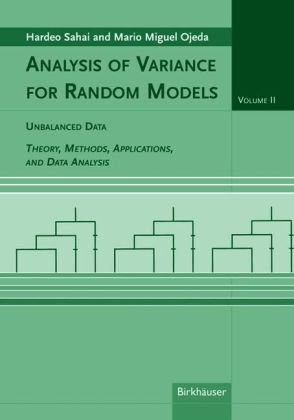 Hardeo Sahai and Mario Miguel Ojeda
ANALYSIS OF VARIANCE
FOR RANDOM MODELS
VOLUME II
UNBALANCED DATA
THEORY, METHODS, APPLICATIONS,
AND DATA ANALYSIS
Birkhäuser